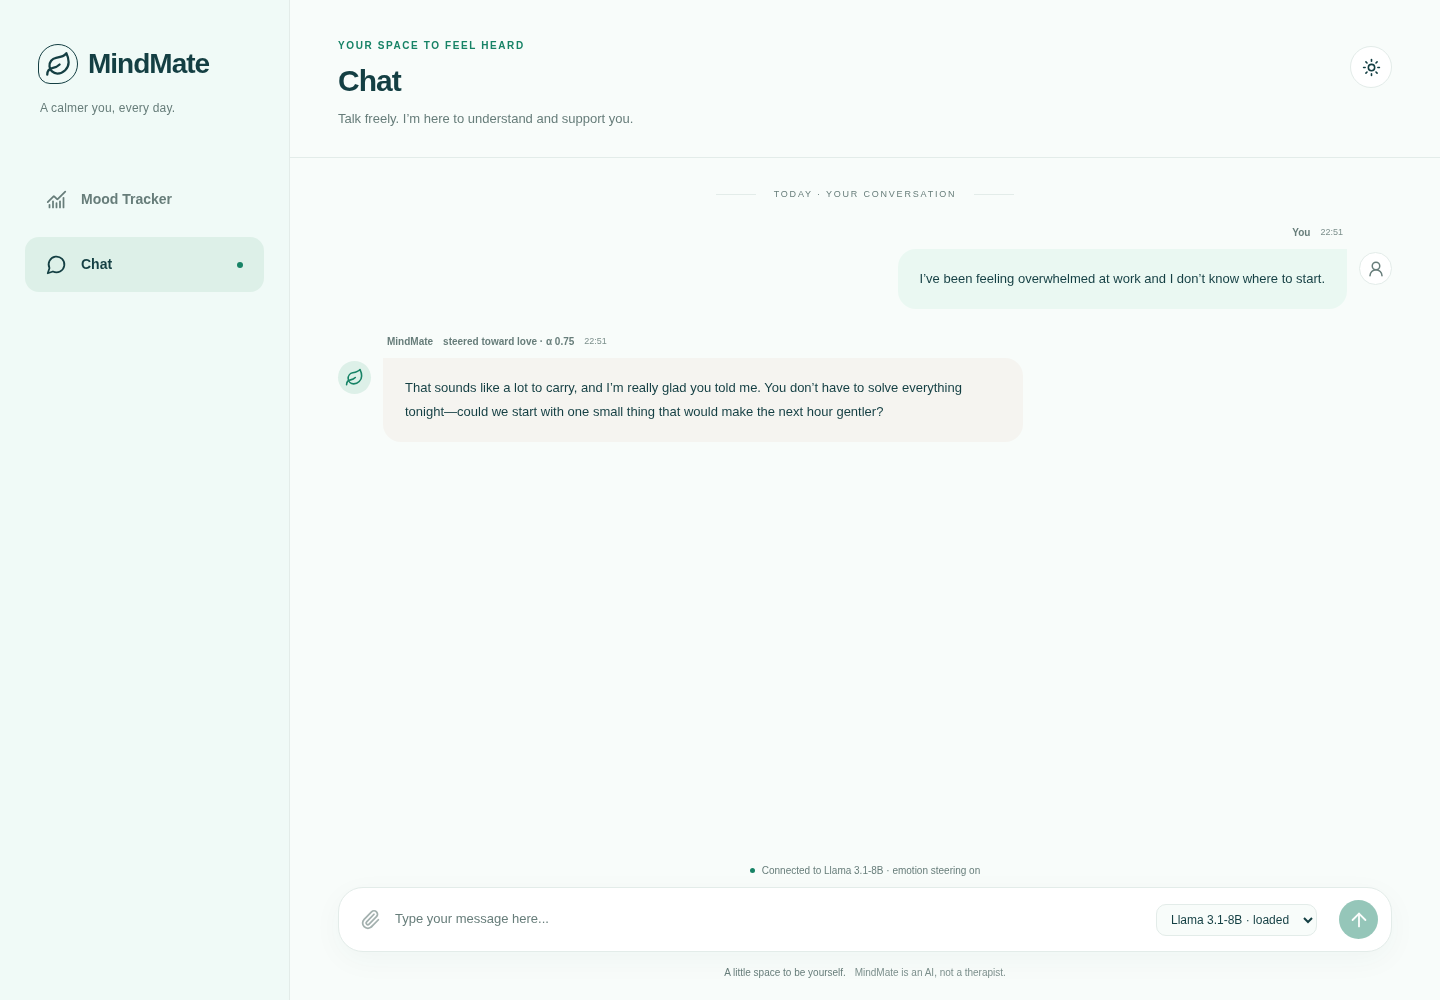 MindMate
A calmer you, every day.
Mood Tracker
Chat
YOUR SPACE TO FEEL HEARD
Chat
Talk freely. I’m here to understand and support you.
TODAY · YOUR CONVERSATION
You 22:51
I’ve been feeling overwhelmed at work and I don’t know where to start.
MindMate steered toward love · α 0.75 22:51
That sounds like a lot to carry, and I’m really glad you told me. You don’t have to solve everything
tonight—could we start with one small thing that would make the next hour gentler?
Connected to Llama 3.1-8B · emotion steering on
Type your message here...
Llama 3.1-8B · loaded
A little space to be yourself. MindMate is an AI, not a therapist.